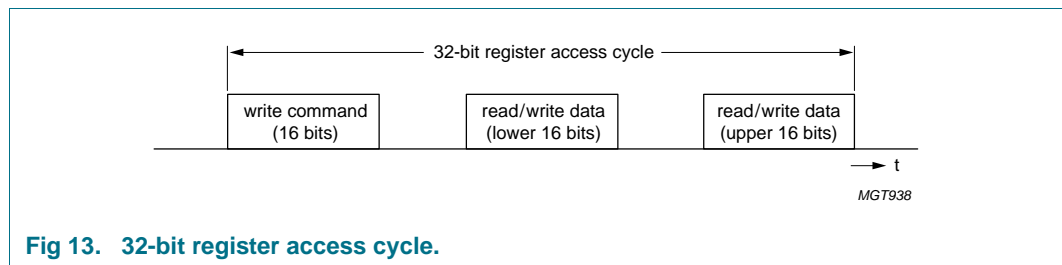 32-bit register access cycle
write command
(16 bits)
read/write data
(lower 16 bits)
read/write data
(upper 16 bits)
t
MGT938
Fig 13. 32-bit register access cycle.